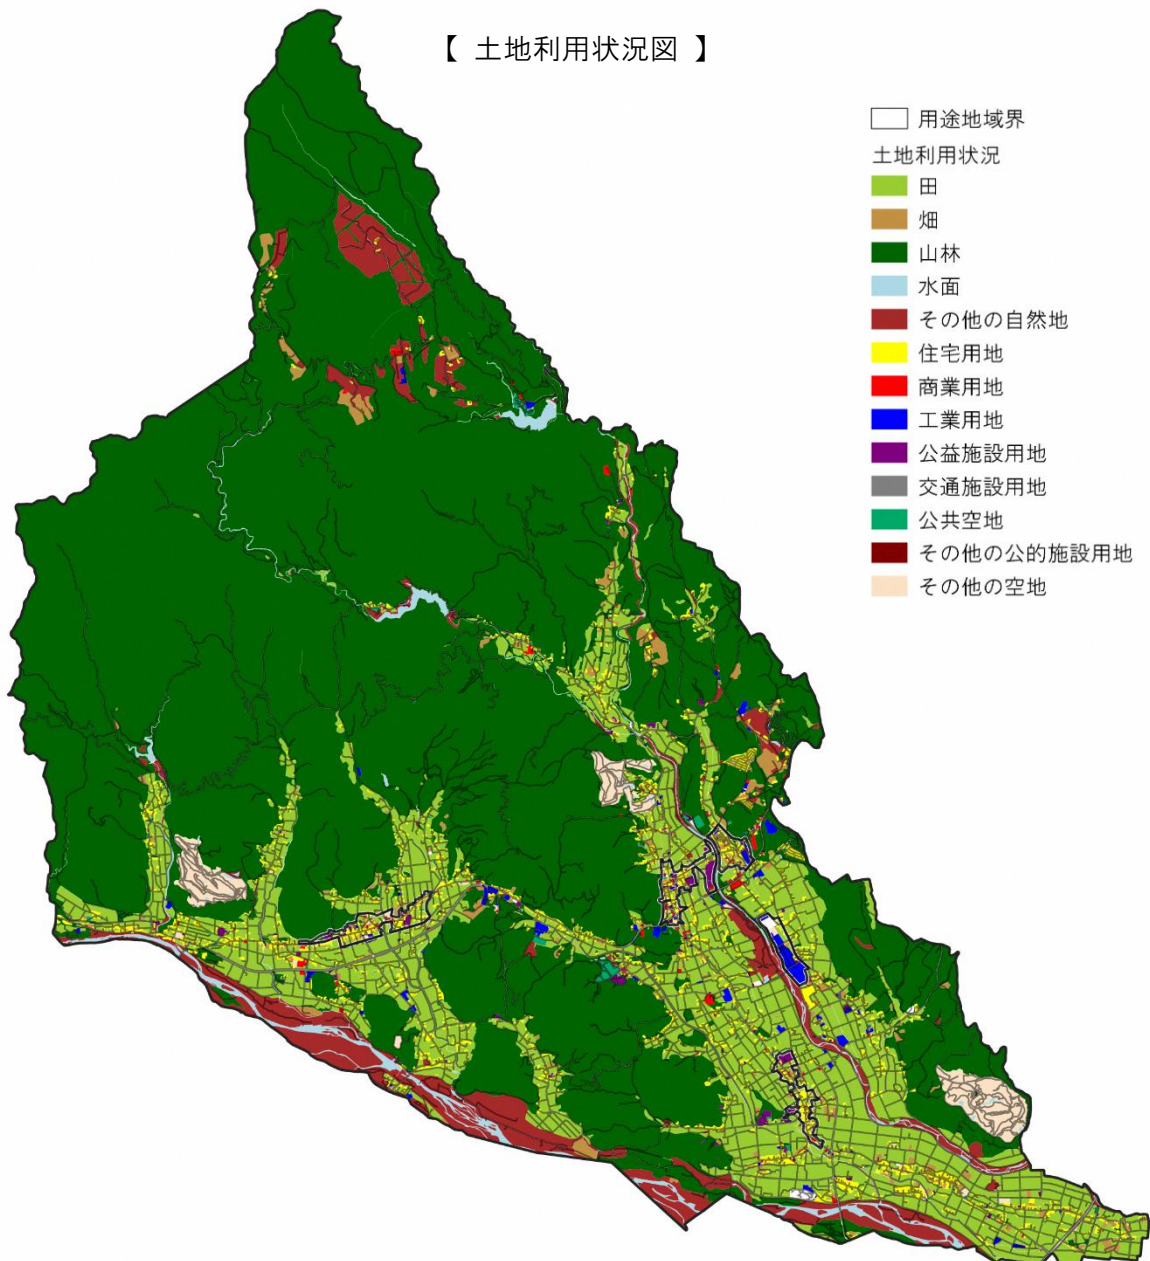 【 土地利用状況図 】
用途地域界
土地利用状況
田
畑
山林
水面
その他の自然地
住宅用地
商業用地
工業用地
公益施設用地
交通施設用地
公共空地
その他の公的施設用地
その他の空地